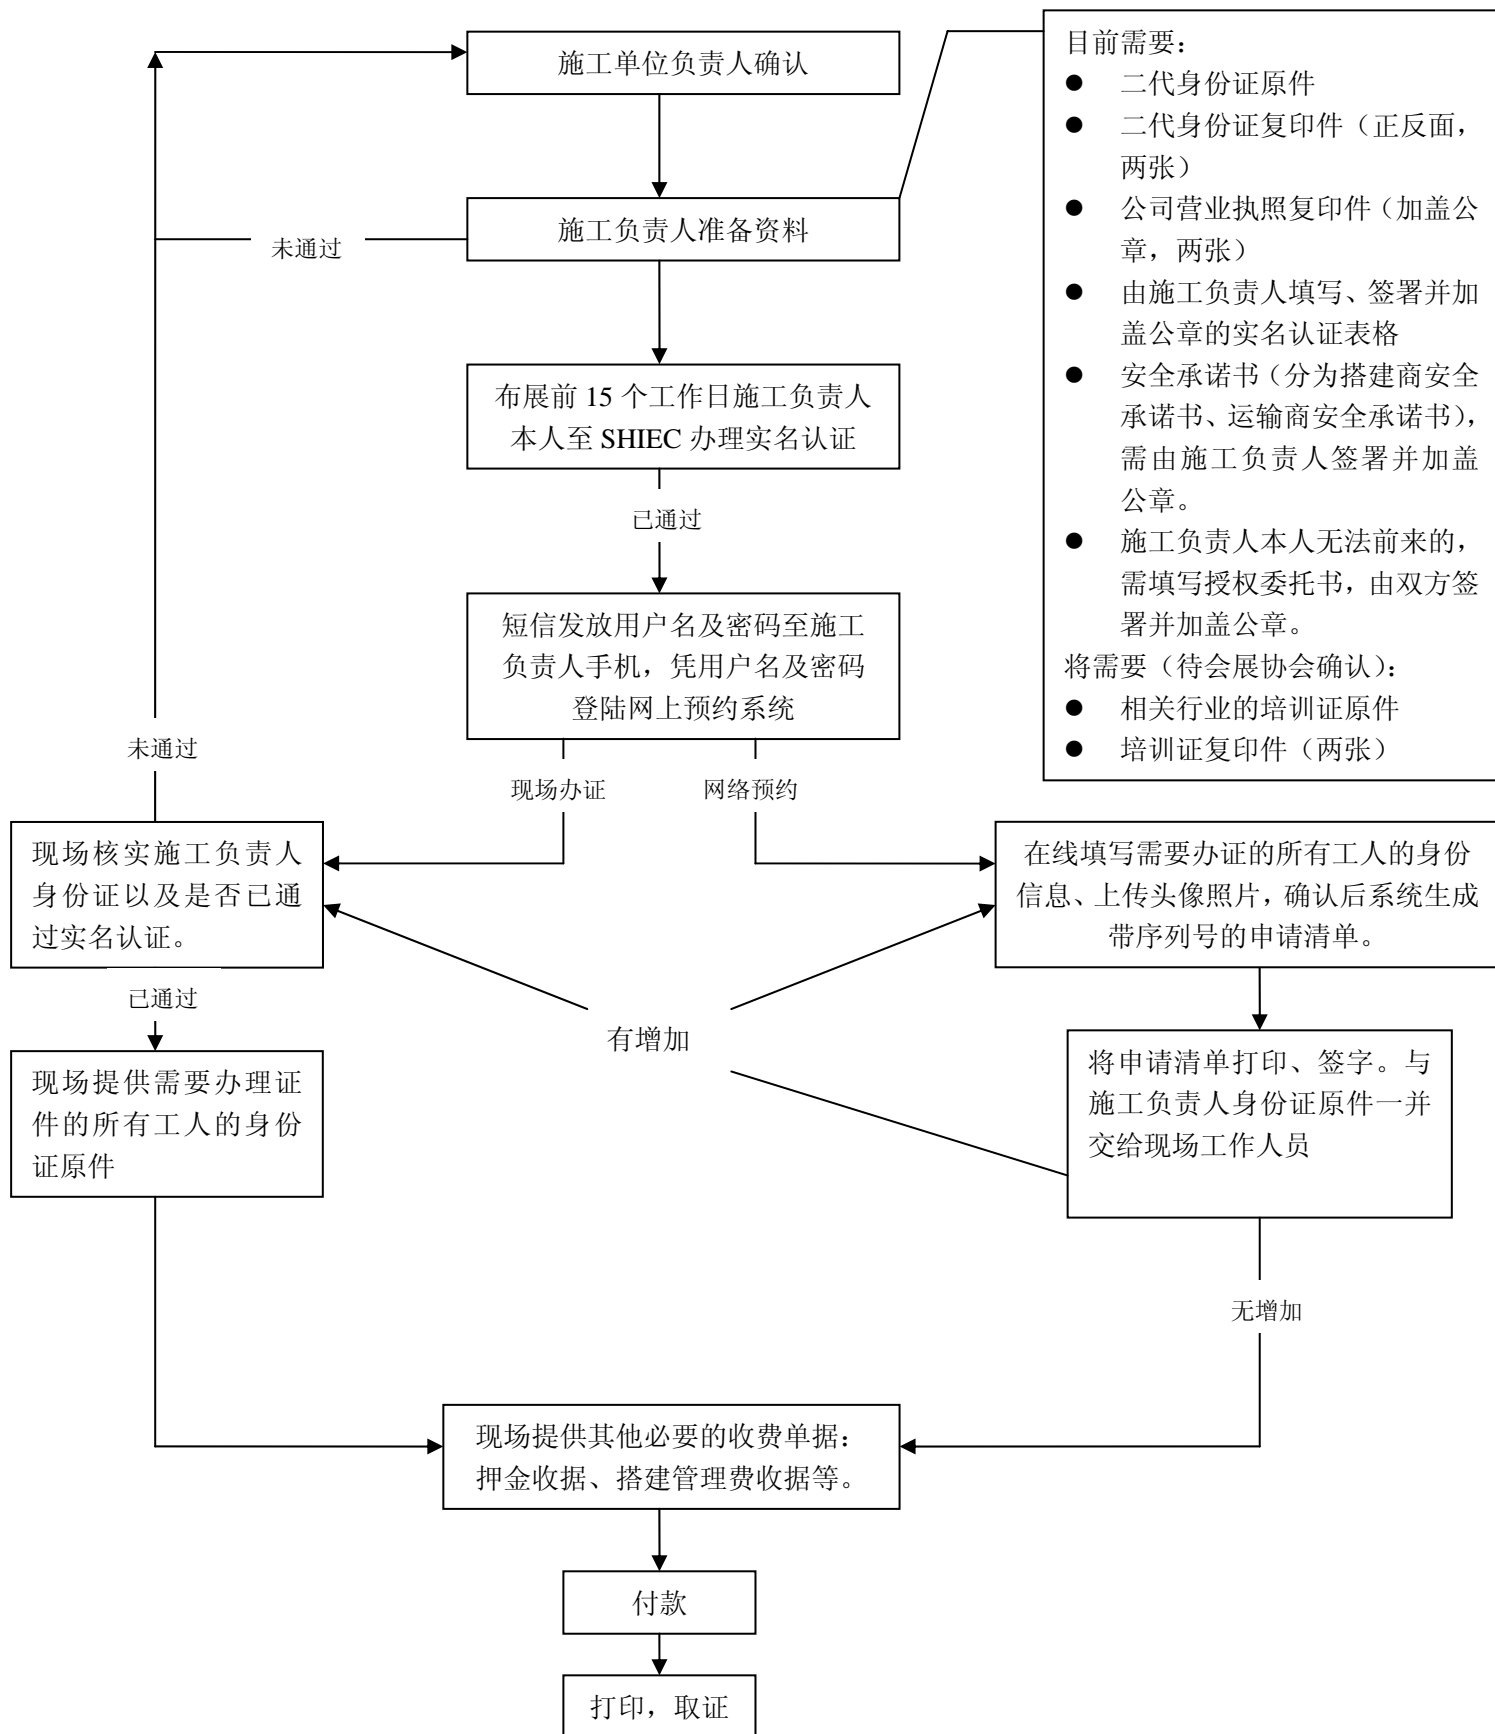 施工单位负责人确认
目前需要：
● 二代身份证原件
● 二代身份证复印件（正反面，
两张）
● 公司营业执照复印件（加盖公
章，两张）
● 由施工负责人填写、签署并加
盖公章的实名认证表格
● 安全承诺书（分为搭建商安全
承诺书、运输商安全承诺书），
需由施工负责人签署并加盖
公章。
● 施工负责人本人无法前来的，
需填写授权委托书，由双方签
署并加盖公章。
将需要（待会展协会确认）：
● 相关行业的培训证原件
● 培训证复印件（两张）
施工负责人准备资料
未通过
布展前 15 个工作日施工负责人
本人至 SHIEC 办理实名认证
已通过
短信发放用户名及密码至施工
负责人手机，凭用户名及密码
登陆网上预约系统
未通过
现场办证
网络预约
现场核实施工负责人
身份证以及是否已通
过实名认证。
在线填写需要办证的所有工人的身份
信息、上传头像照片，确认后系统生成
带序列号的申请清单。
已通过
有增加
现场提供需要办理证
件的所有工人的身份
证原件
将申请清单打印、签字。与
施工负责人身份证原件一并
交给现场工作人员
无增加
现场提供其他必要的收费单据：
押金收据、搭建管理费收据等。
付款
打印，取证